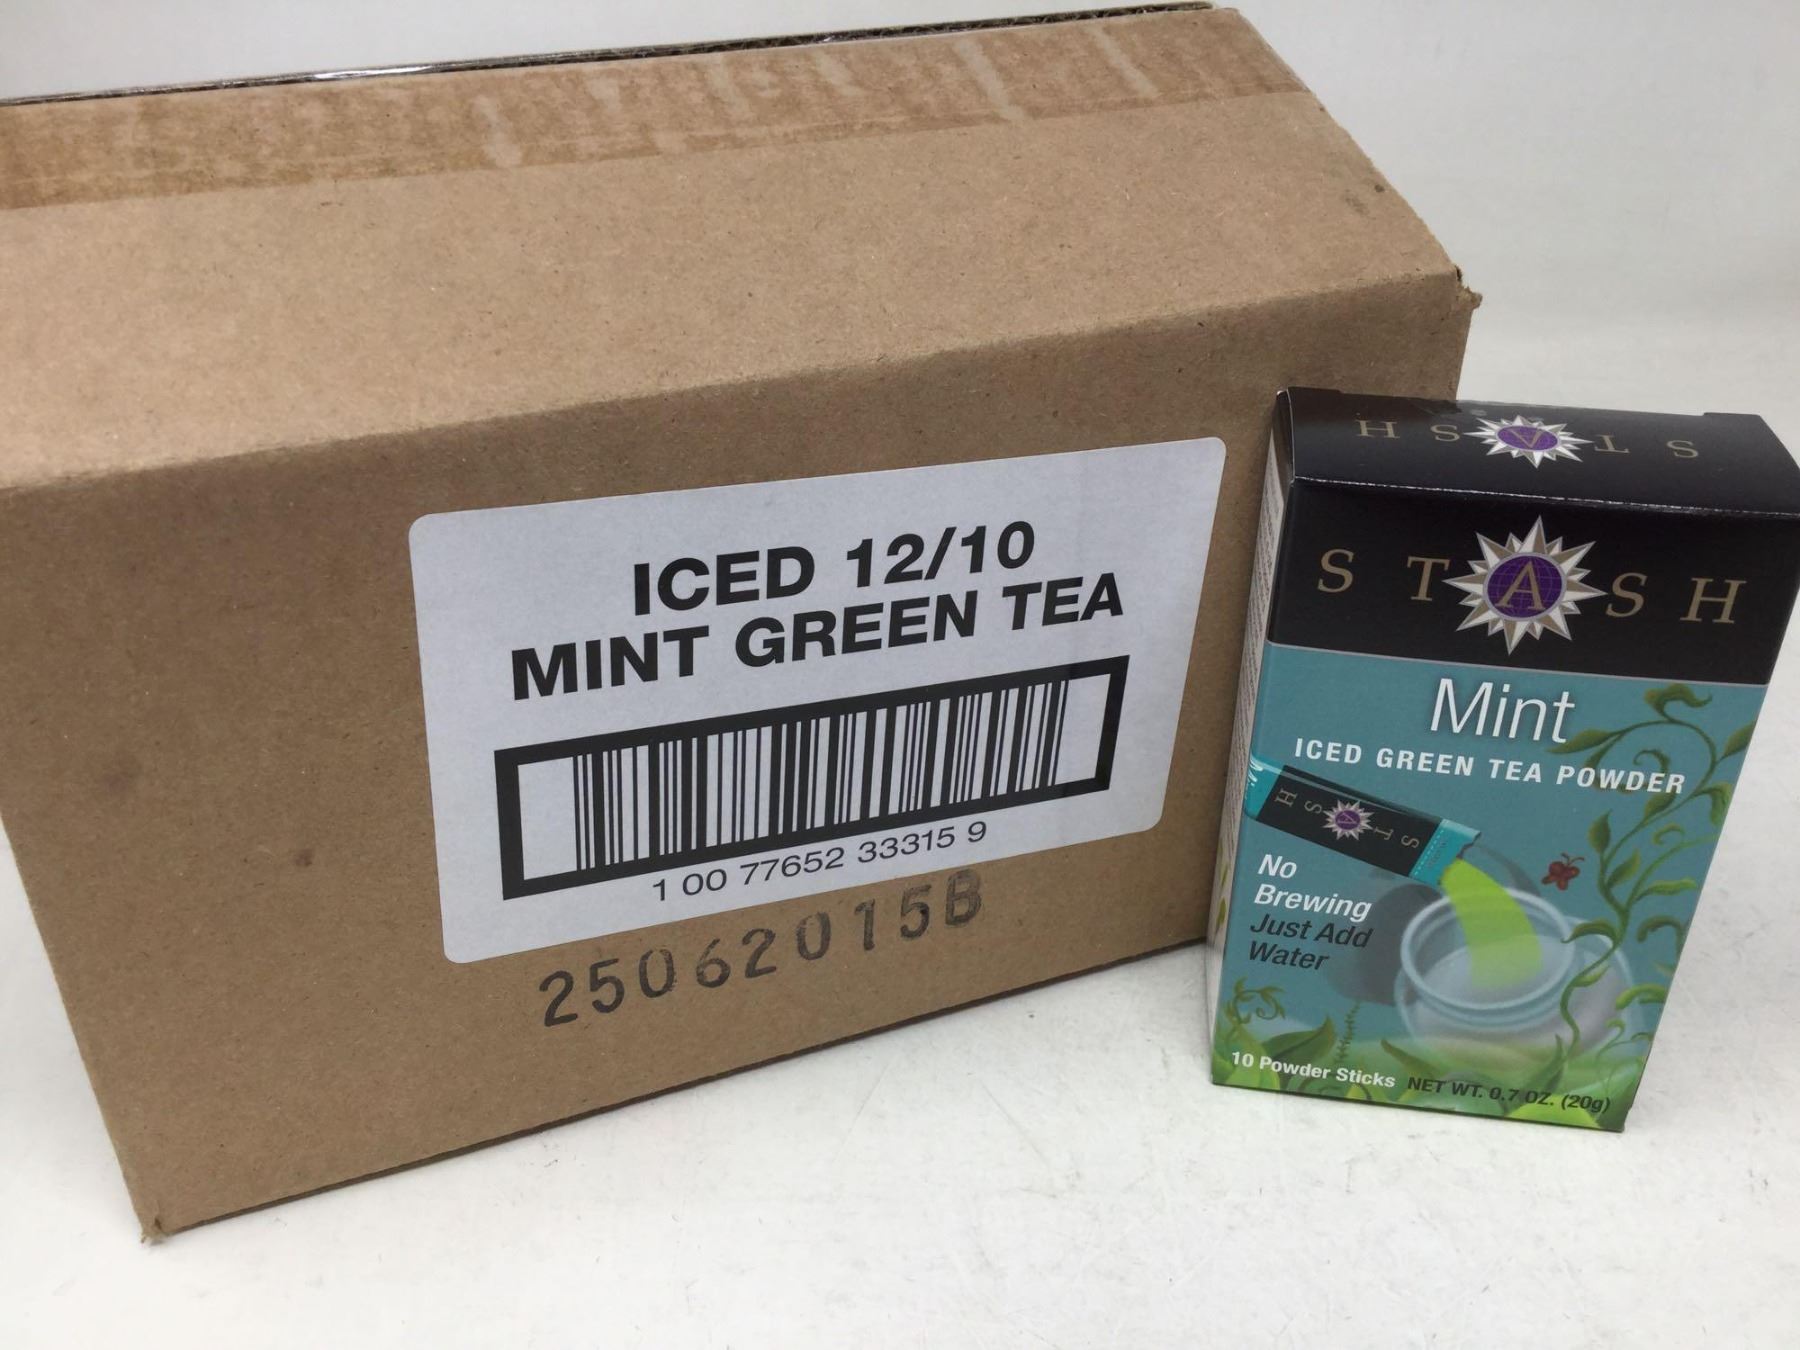 ICED 12/10
MINT GREEN TEA
1 00 77652 33315 9
25062015B
STASH
STASH
Mint
ICED GREEN TEA POWDER
STASH
No
Brewing
Just Add
Water
10 Powder Sticks NET WT. 0.7 OZ. (20g)